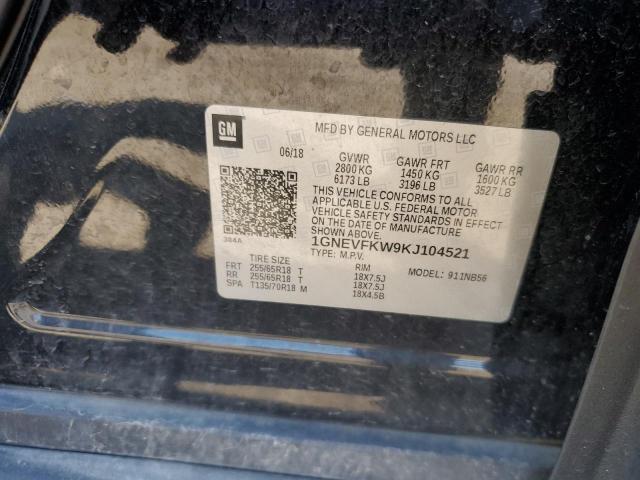 GM
MFD BY GENERAL MOTORS LLC
06/18 GVWR GAWR FRT GAWR RR
2800 KG 1450 KG 1600 KG
6173 LB 3196 LB 3527 LB
THIS VEHICLE CONFORMS TO ALL
APPLICABLE U.S. FEDERAL MOTOR
VEHICLE SAFETY STANDARDS IN EFFECT
ON THE DATE OF MANUFACTURE
SHOWN ABOVE.
384A 1GNEVFKW9KJ104521
TYPE: M.P.V. MODEL: 911NB56
TIRE SIZE RIM
FRT 255/65R18 T 18X7.5J
RR 255/65R18 T 18X7.5J
SPA T135/70R18 M 18X4.5B